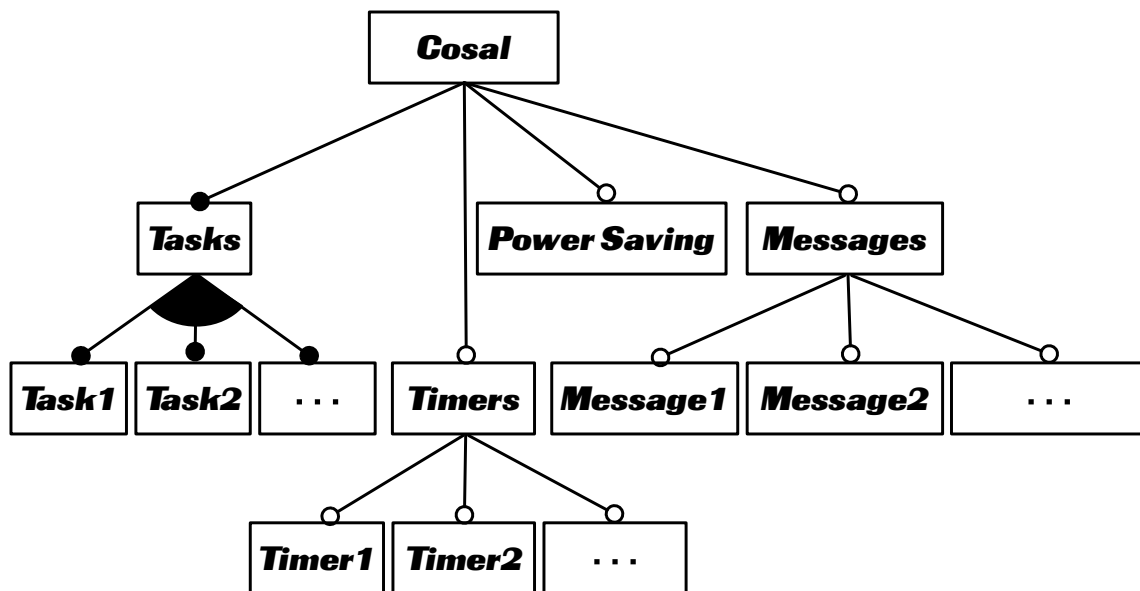 Cosal
Tasks
Power Saving
Messages
Task1
Task2
...
Timers
Message1
Message2
...
Timer1
Timer2
...